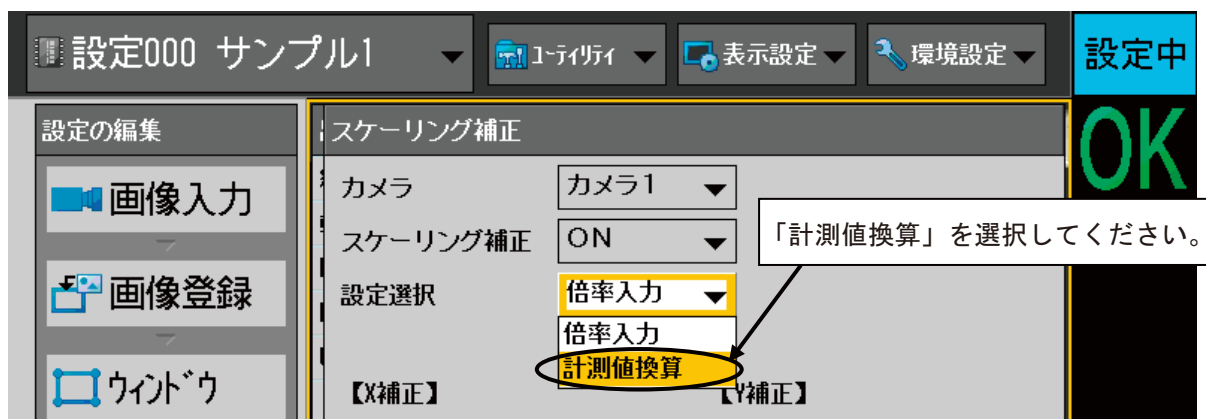 設定000 サンプル1
ユーティリティ
表示設定
環境設定
設定中
OK
設定の編集
画像入力
画像登録
ウィンドウ
スケーリング補正
カメラ
カメラ1
スケーリング補正
ON
設定選択
倍率入力
倍率入力
計測値換算
「計測値換算」を選択してください。
【X補正】
【Y補正】